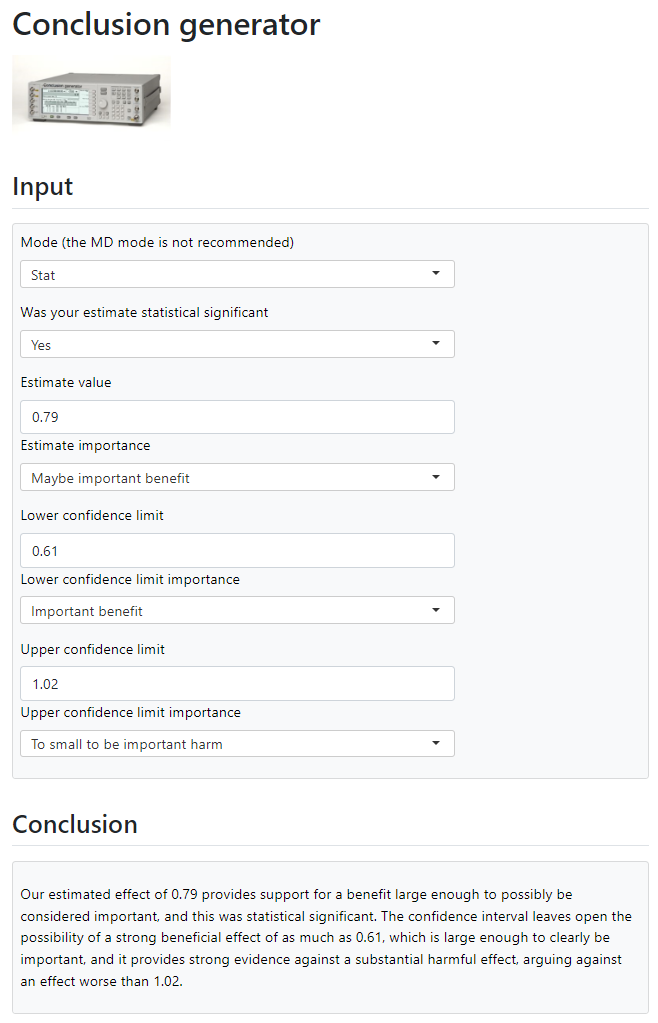 Conclusion generator
Input
Mode (the MD mode is not recommended)
Stat
Was your estimate statistical significant
Yes
Estimate value
0.79
Estimate importance
Maybe important benefit
Lower confidence limit
0.61
Lower confidence limit importance
Important benefit
Upper confidence limit
1.02
Upper confidence limit importance
To small to be important harm
Conclusion
Our estimated effect of 0.79 provides support for a benefit large enough to possibly be
considered important, and this was statistical significant. The confidence interval leaves open the
possibility of a strong beneficial effect of as much as 0.61, which is large enough to clearly be
important, and it provides strong evidence against a substantial harmful effect, arguing against
an effect worse than 1.02.